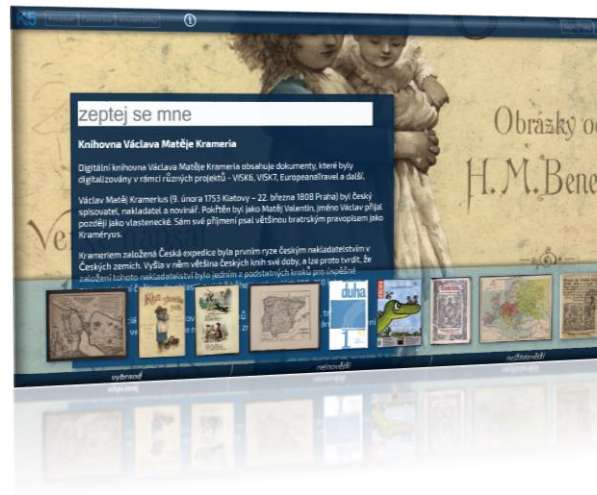 K5
zeptej se mne
Knihovna Václava Matěje Krameria
Digitální knihovna Václava Matěje Krameria obsahuje dokumenty, které byly
digitalizovány v rámci různých projektů - VISK6, VISK7, EuropeanaTravel a další.
Václav Matěj Kramerius (9. února 1753 Klatovy – 22. března 1808 Praha) byl český
spisovatel, nakladatel a novinář. Pokřtěn byl jako Matěj Valentin, jméno Václav přijal
později jako vlastenecké. Sám své příjmení psal většinou bratrským pravopisem jako
Kraméryus.
Krameriem založená Česká expedice byla prvním ryze českým nakladatelstvím v
Českých zemích. Vyšla v něm většina českých knih své doby, a lze proto tvrdit, že
založení tohoto nakladatelství bylo jedním z podstatných kroků pro úspěšné
Obrázky od
H. M. Bene
Ve
duha
1
vybrané
nejnovější
nejžádanější